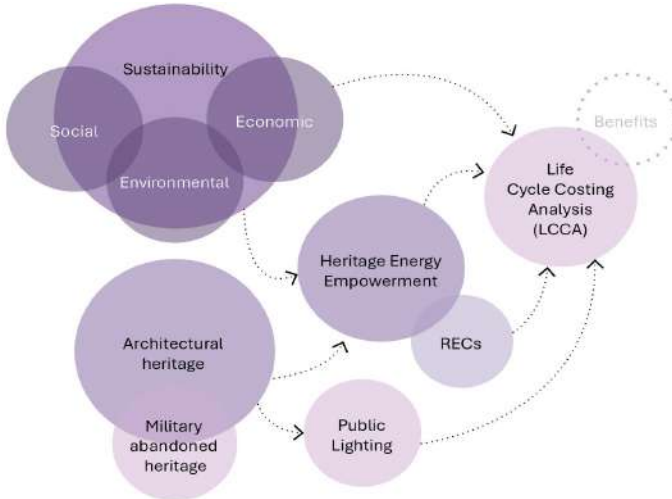 Sustainability
Social
Economic
Environmental
Benefits
Life
Cycle Costing
Analysis
(LCCA)
Heritage Energy
Empowerment
RECs
Architectural
heritage
Military
abandoned
heritage
Public
Lighting